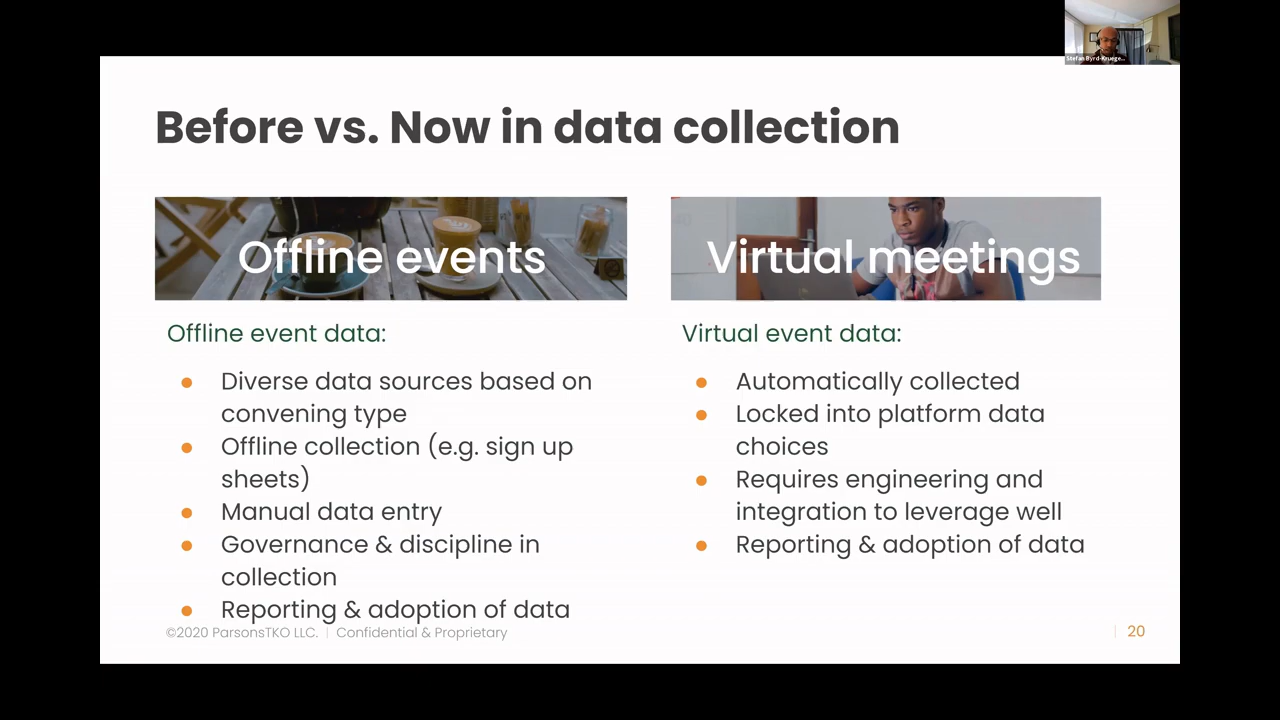 Stefan Byrd-Kruege...
Before vs. Now in data collection
Offline events
Virtual meetings
Offline event data:
● Diverse data sources based on
convening type
● Offline collection (e.g. sign up
sheets)
● Manual data entry
● Governance & discipline in
collection
● Reporting & adoption of data
Virtual event data:
● Automatically collected
● Locked into platform data
choices
● Requires engineering and
integration to leverage well
● Reporting & adoption of data
©2020 ParsonsTKO LLC. | Confidential & Proprietary
| 20